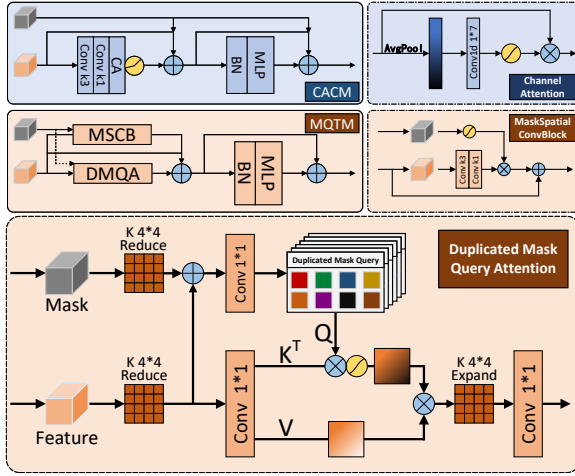 Conv k3
Conv k1
CA
BN
MLP
CACM
AvgPool
Conv1d 1*7
Channel
Attention
MSCB
DMQA
BN
MLP
MQTM
Conv k3
Conv k1
MaskSpatial
ConvBlock
K 4*4
Reduce
Mask
Conv 1*1
Duplicated Mask Query
Q
Duplicated Mask
Query Attention
K 4*4
Reduce
Feature
Conv 1*1
K^T
V
K 4*4
Expand
Conv 1*1